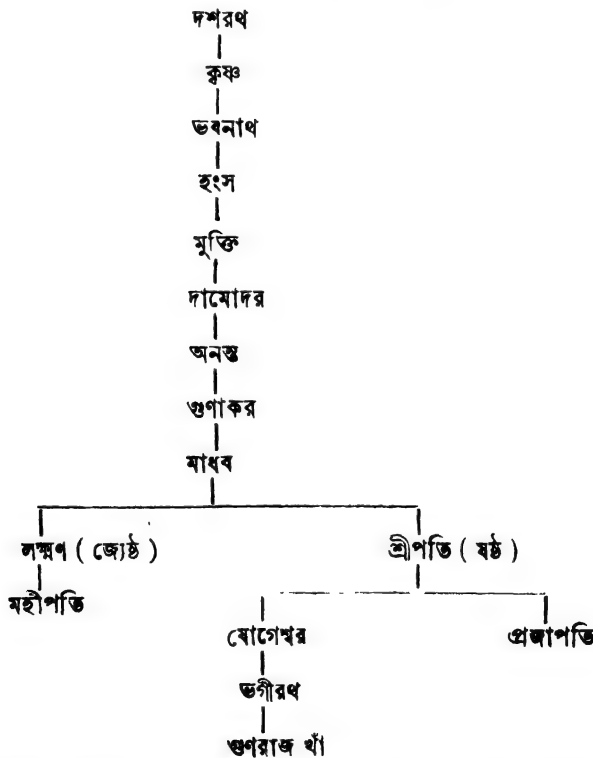 দশরথ
কৃষ্ণ
ভবনাথ
হংস
মুক্তি
দামোদর
অনন্ত
গুণাকর
মাধব
লক্ষ্মণ ( জ্যেষ্ঠ ) শ্রীপতি ( ষষ্ঠ )
মহীপতি
যোগেশ্বর প্রজাপতি
ভগীরথ
গুণরাজ খাঁ